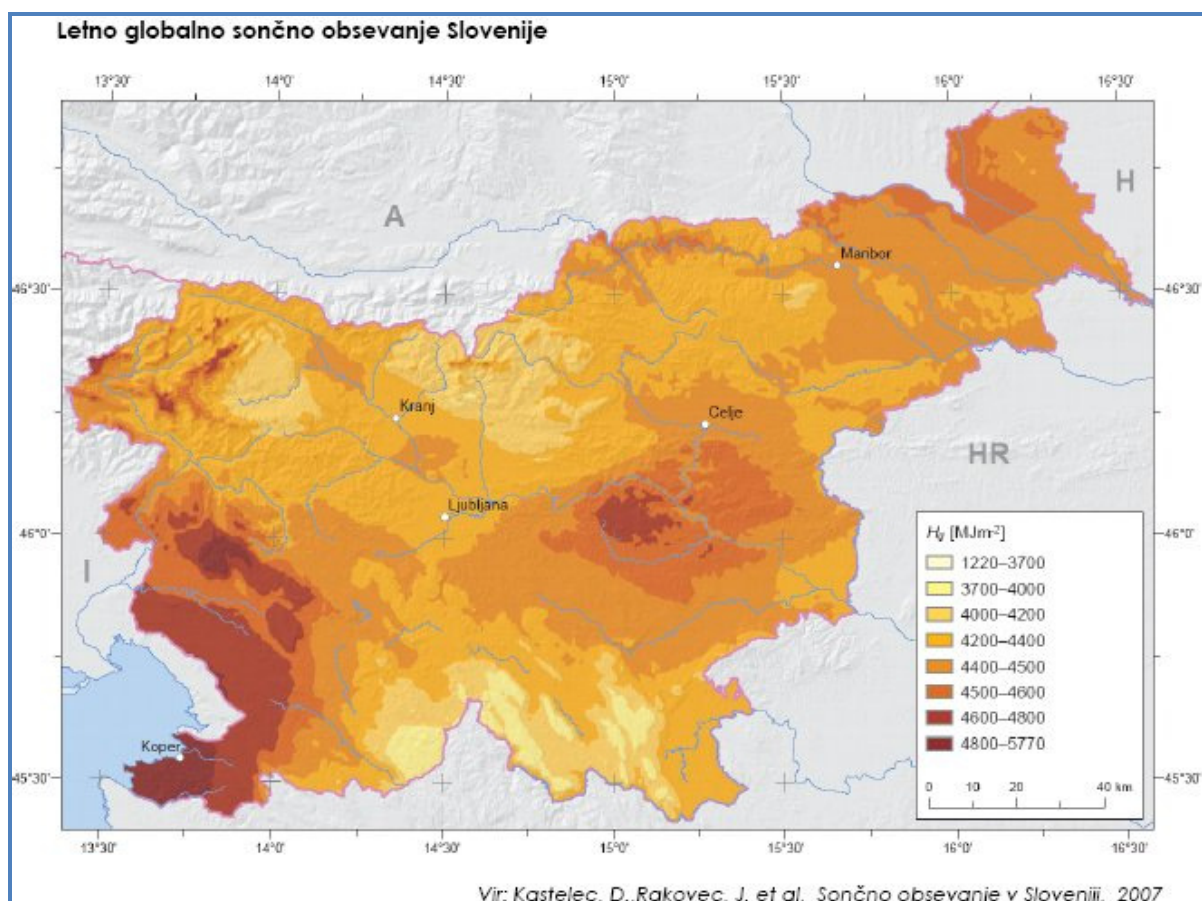 Letno globalno sončno obsevanje Slovenije
13°30' 14°0' 14°30' 15°0' 15°30' 16°0' 16°30'
A
H
Maribor
46°30' 46°30'
Kranj
Celje
HR
Ljubljana
46°0' 46°0'
I
Hg [MJm-2]
1220–3700
3700–4000
4000–4200
4200–4400
4400–4500
4500–4600
4600–4800
4800–5770
Koper
45°30' 45°30'
0 10 20 40 km
13°30' 14°0' 14°30' 15°0' 15°30' 16°0' 16°30'
Vir: Kastelec, D.,Rakovec, J. et al. Sončno obsevanje v Sloveniji, 2007